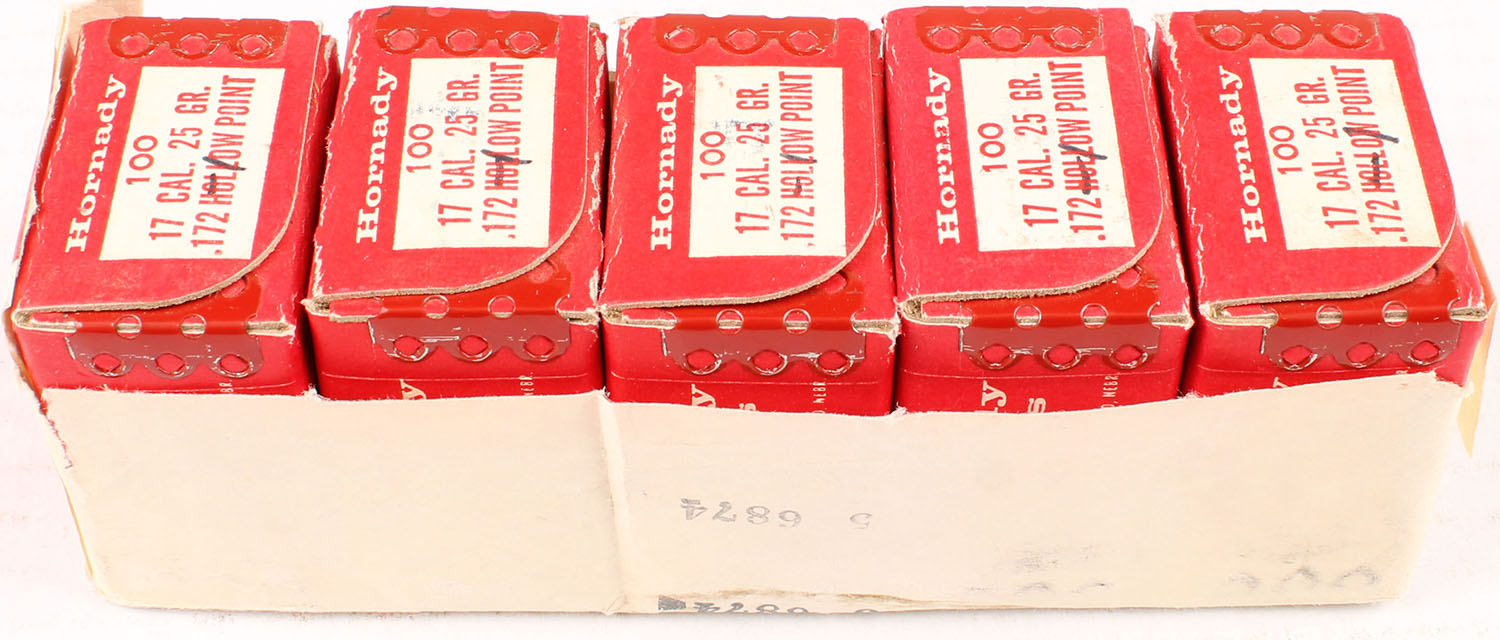 Hornady
100
17 CAL. 25 GR.
.172 HOLLOW POINT
Hornady
100
17 CAL. 25 GR.
.172 HOLLOW POINT
Hornady
100
17 CAL. 25 GR.
.172 HOLLOW POINT
Hornady
100
17 CAL. 25 GR.
.172 HOLLOW POINT
Hornady
100
17 CAL. 25 GR.
.172 HOLLOW POINT
5 6874